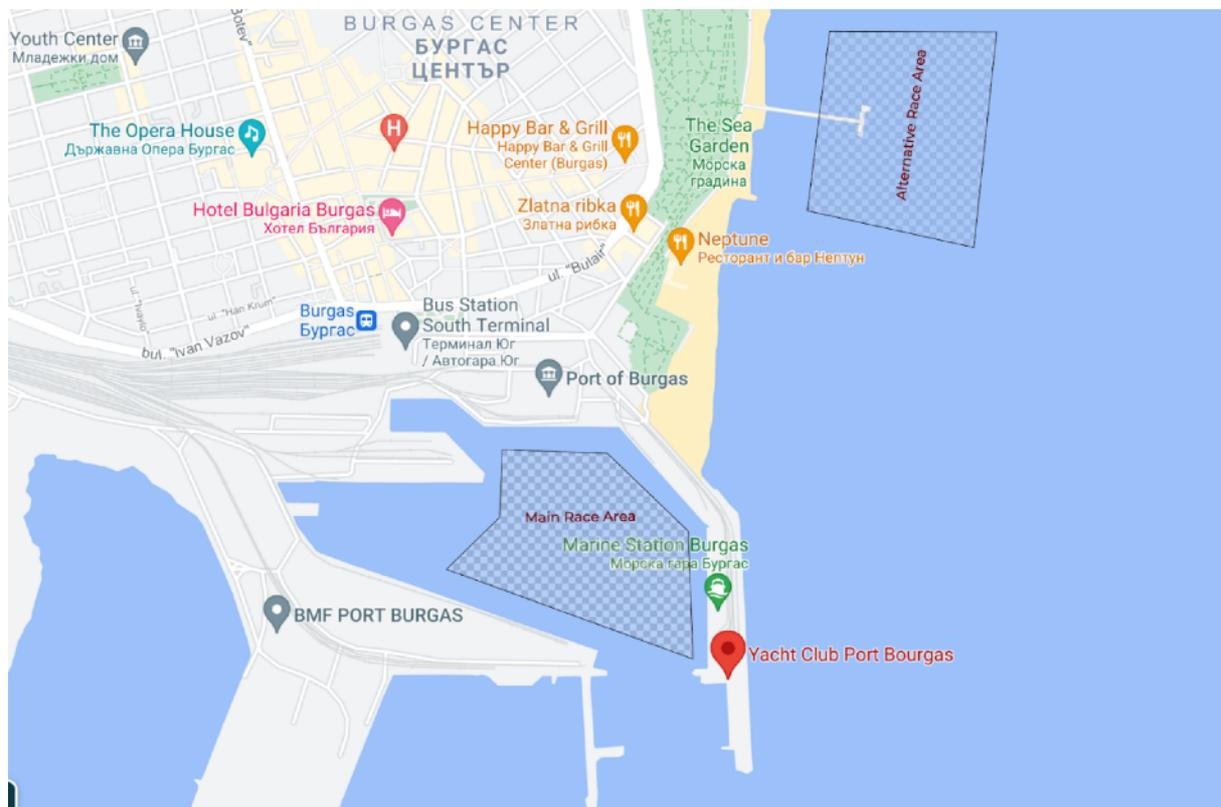 BURGAS CENTER
БУРГАС
ЦЕНТЪР
Youth Center
Младежки дом
Botev"
The Opera House
Държавна Опера Бургас
H
Happy Bar & Grill
Happy Bar & Grill
Center (Burgas)
The Sea
Garden
Морска
градина
Alternative Race Area
Hotel Bulgaria Burgas
Хотел България
Zlatna ribka
Златна рибка
Neptune
Ресторант и бар Нептун
ul. "Bulair"
ul. "Ivaylo"
ul. "Han Krum"
bul. "Ivan Vazov"
Burgas
Бургас
Bus Station
South Terminal
Терминал Юг
/ Автогара Юг
Port of Burgas
Main Race Area
Marine Station Burgas
Морска гара Бургас
BMF PORT BURGAS
Yacht Club Port Bourgas